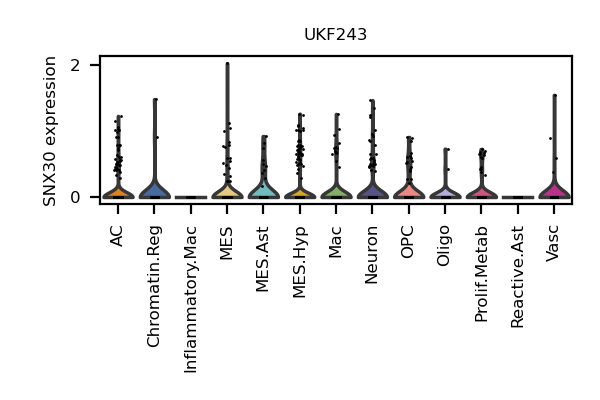 UKF243
SNX30 expression
2
0
AC
Chromatin.Reg
Inflammatory.Mac
MES
MES.Ast
MES.Hyp
Mac
Neuron
OPC
Oligo
Prolif.Metab
Reactive.Ast
Vasc